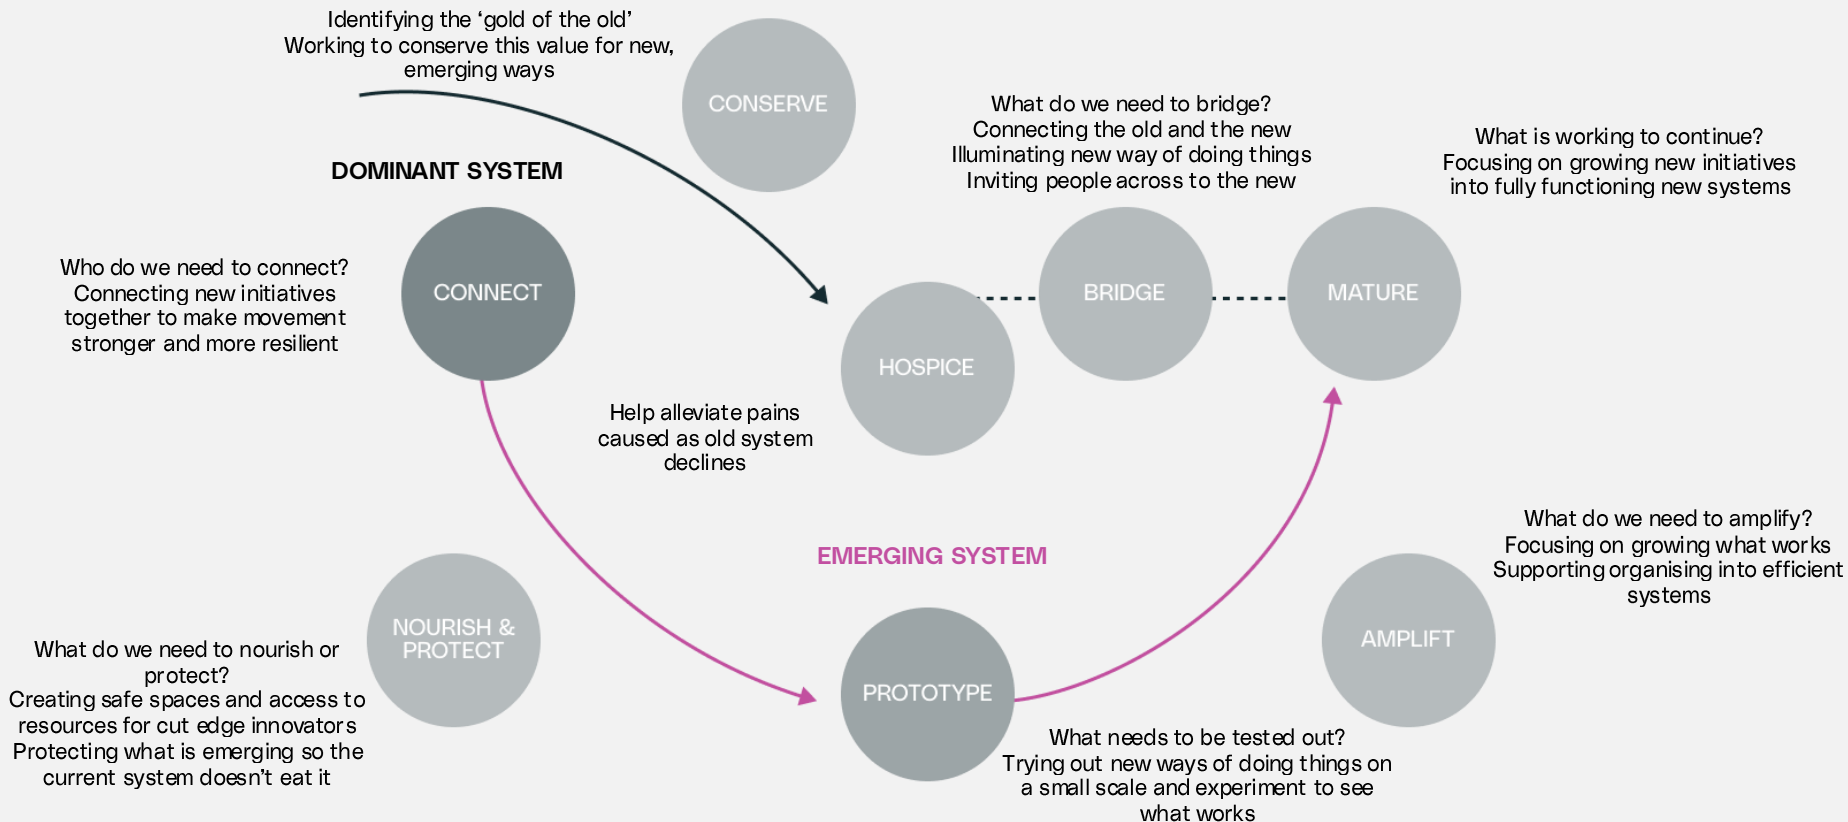 Identifying the ‘gold of the old’
Working to conserve this value for new,
emerging ways
CONSERVE
DOMINANT SYSTEM
What do we need to bridge?
Connecting the old and the new
Illuminating new way of doing things
Inviting people across to the new
What is working to continue?
Focusing on growing new initiatives
into fully functioning new systems
Who do we need to connect?
Connecting new initiatives
together to make movement
stronger and more resilient
CONNECT
HOSPICE
BRIDGE
MATURE
Help alleviate pains
caused as old system
declines
EMERGING SYSTEM
What do we need to amplify?
Focusing on growing what works
Supporting organising into efficient
systems
NOURISH &
PROTECT
What do we need to nourish or
protect?
Creating safe spaces and access to
resources for cut edge innovators
Protecting what is emerging so the
current system doesn’t eat it
PROTOTYPE
AMPLIFT
What needs to be tested out?
Trying out new ways of doing things on
a small scale and experiment to see
what works